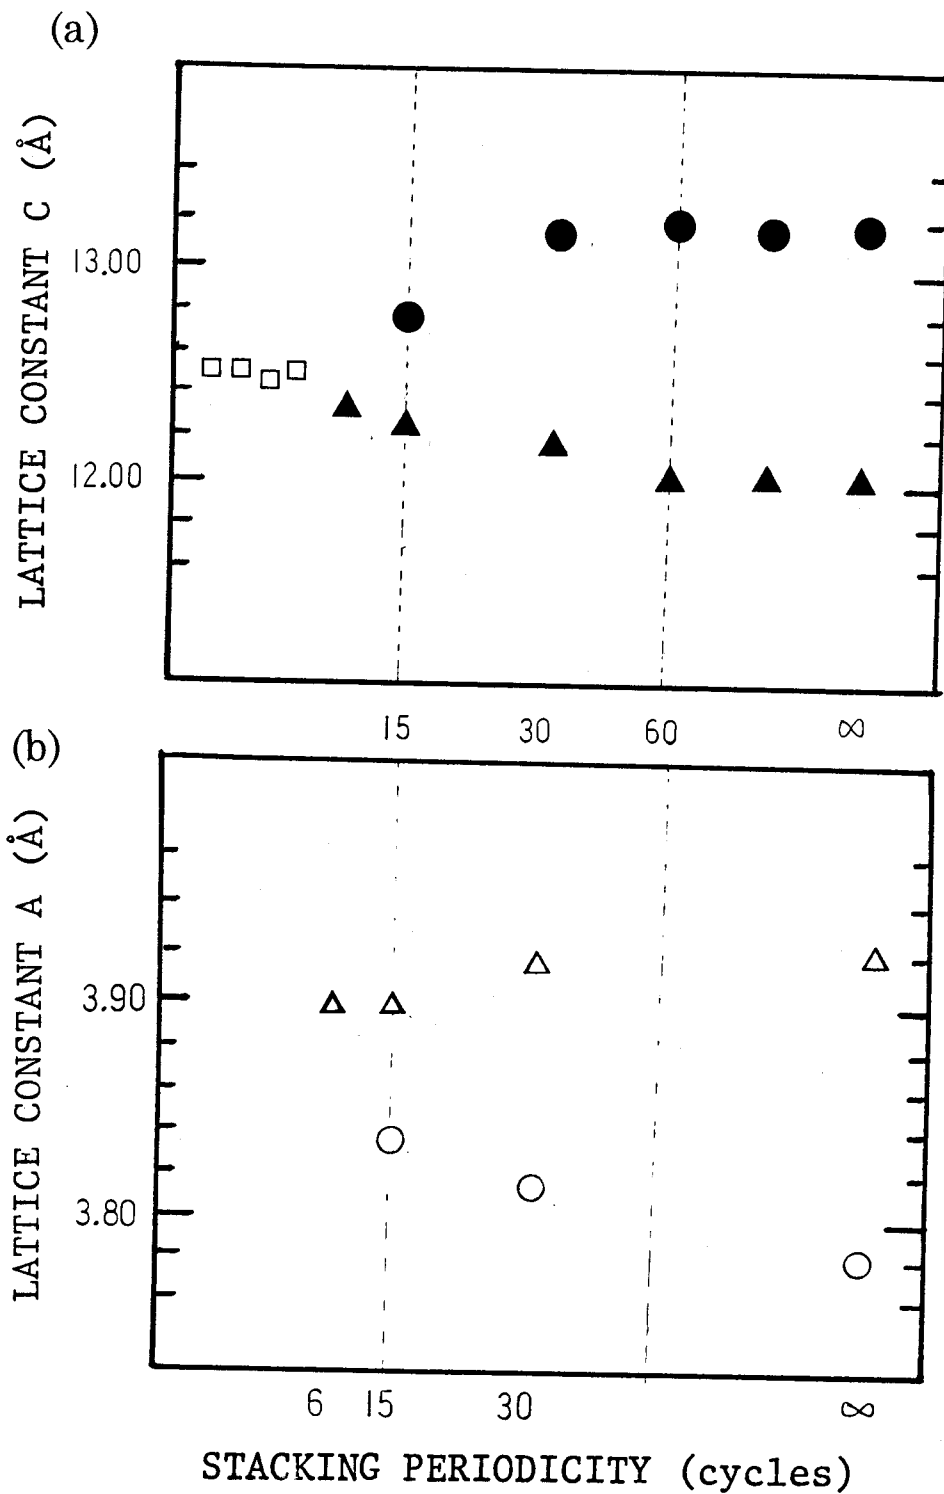 (a)
LATTICE CONSTANT C (Å)
13.00
12.00
15 30 60 ∞
(b)
LATTICE CONSTANT A (Å)
3.90
3.80
6 15 30 ∞
STACKING PERIODICITY (cycles)